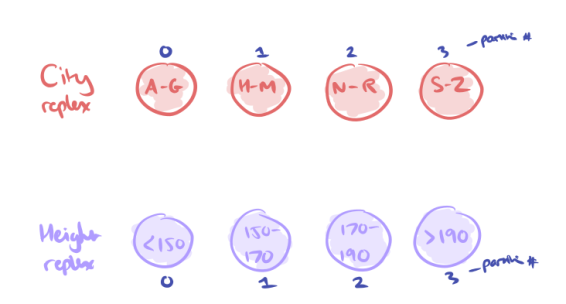 0 1 2 3 - partition #
City A-G H-M N-R S-Z
replex
Height <150 150- 170- >190
replex 170 190
0 1 2 3 - partition #